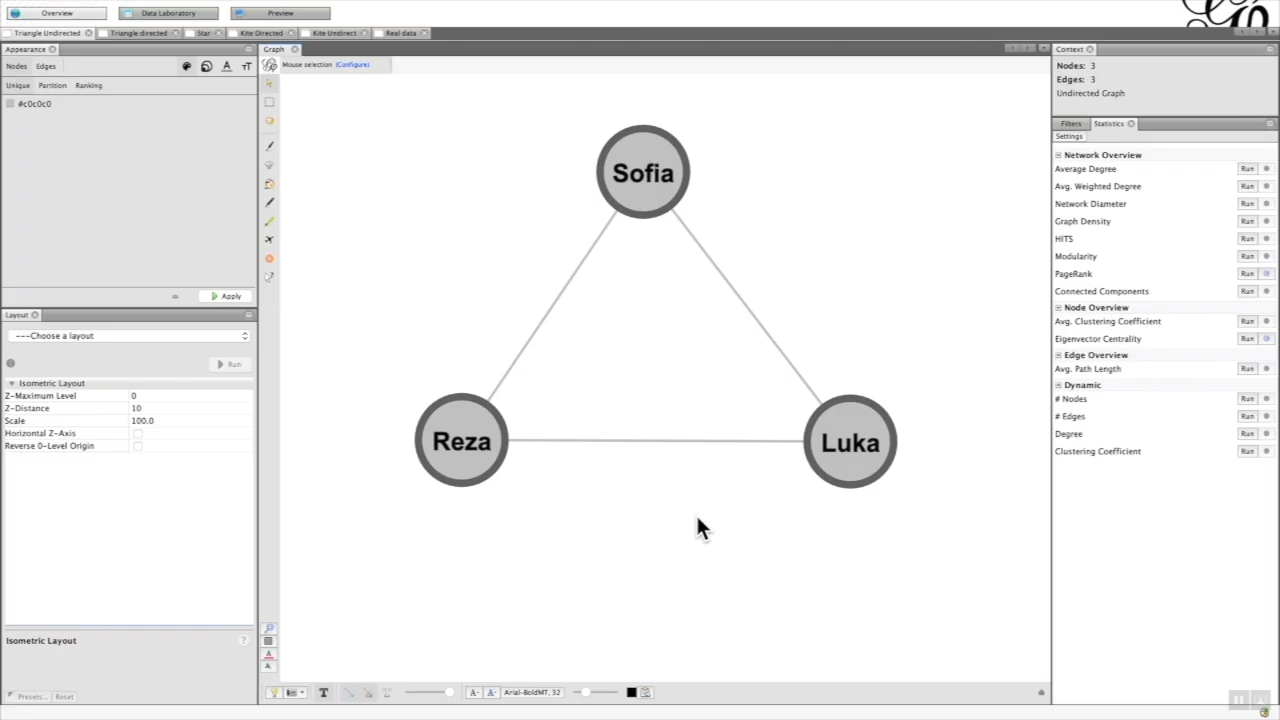 Overview Data Laboratory Preview
Triangle Undirected Triangle directed Star Kite Directed Kite Undirect Real data
Appearance
Nodes Edges
Unique Partition Ranking
#c0c0c0
Apply
Layout
---Choose a layout
Run
Isometric Layout
Z-Maximum Level 0
Z-Distance 10
Scale 100.0
Horizontal Z-Axis
Reverse 0-Level Origin
Isometric Layout
Presets... Reset
Graph
Mouse selection (Configure)
Sofia
Reza
Luka
T A- A- Arial-BoldMT, 32
Context
Nodes: 3
Edges: 3
Undirected Graph
Filters Statistics
Settings
Network Overview
Average Degree Run
Avg. Weighted Degree Run
Network Diameter Run
Graph Density Run
HITS Run
Modularity Run
PageRank Run
Connected Components Run
Node Overview
Avg. Clustering Coefficient Run
Eigenvector Centrality Run
Edge Overview
Avg. Path Length Run
Dynamic
# Nodes Run
# Edges Run
Degree Run
Clustering Coefficient Run